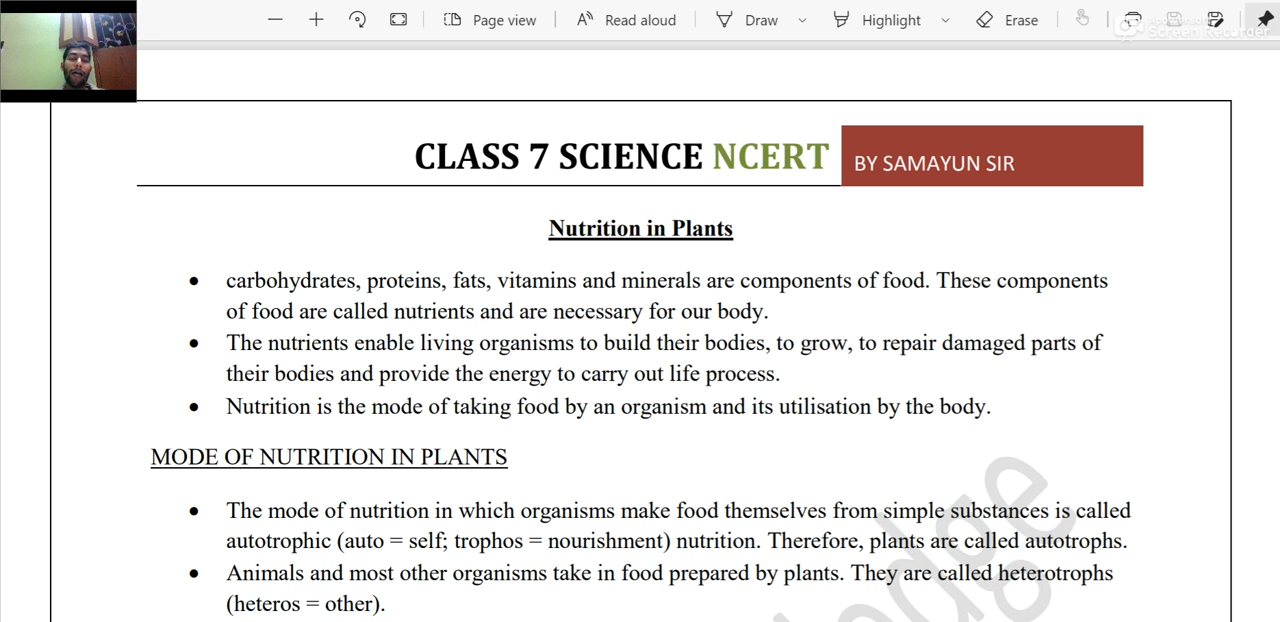 Page view
Read aloud
Draw
Highlight
Erase
Screen Recorder
CLASS 7 SCIENCE NCERT
BY SAMAYUN SIR
Nutrition in Plants
• carbohydrates, proteins, fats, vitamins and minerals are components of food. These components
of food are called nutrients and are necessary for our body.
• The nutrients enable living organisms to build their bodies, to grow, to repair damaged parts of
their bodies and provide the energy to carry out life process.
• Nutrition is the mode of taking food by an organism and its utilisation by the body.
MODE OF NUTRITION IN PLANTS
• The mode of nutrition in which organisms make food themselves from simple substances is called
autotrophic (auto = self; trophos = nourishment) nutrition. Therefore, plants are called autotrophs.
• Animals and most other organisms take in food prepared by plants. They are called heterotrophs
(heteros = other).